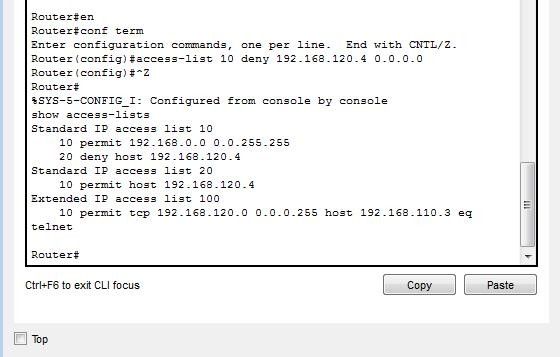 Router#en
Router#conf term
Enter configuration commands, one per line.  End with CNTL/Z.
Router(config)#access-list 10 deny 192.168.120.4 0.0.0.0
Router(config)#^Z
Router#
%SYS-5-CONFIG_I: Configured from console by console
show access-lists
Standard IP access list 10
    10 permit 192.168.0.0 0.0.255.255
    20 deny host 192.168.120.4
Standard IP access list 20
    10 permit host 192.168.120.4
Extended IP access list 100
    10 permit tcp 192.168.120.0 0.0.0.255 host 192.168.110.3 eq
telnet
Router#
Ctrl+F6 to exit CLI focus
Copy
Paste
Top